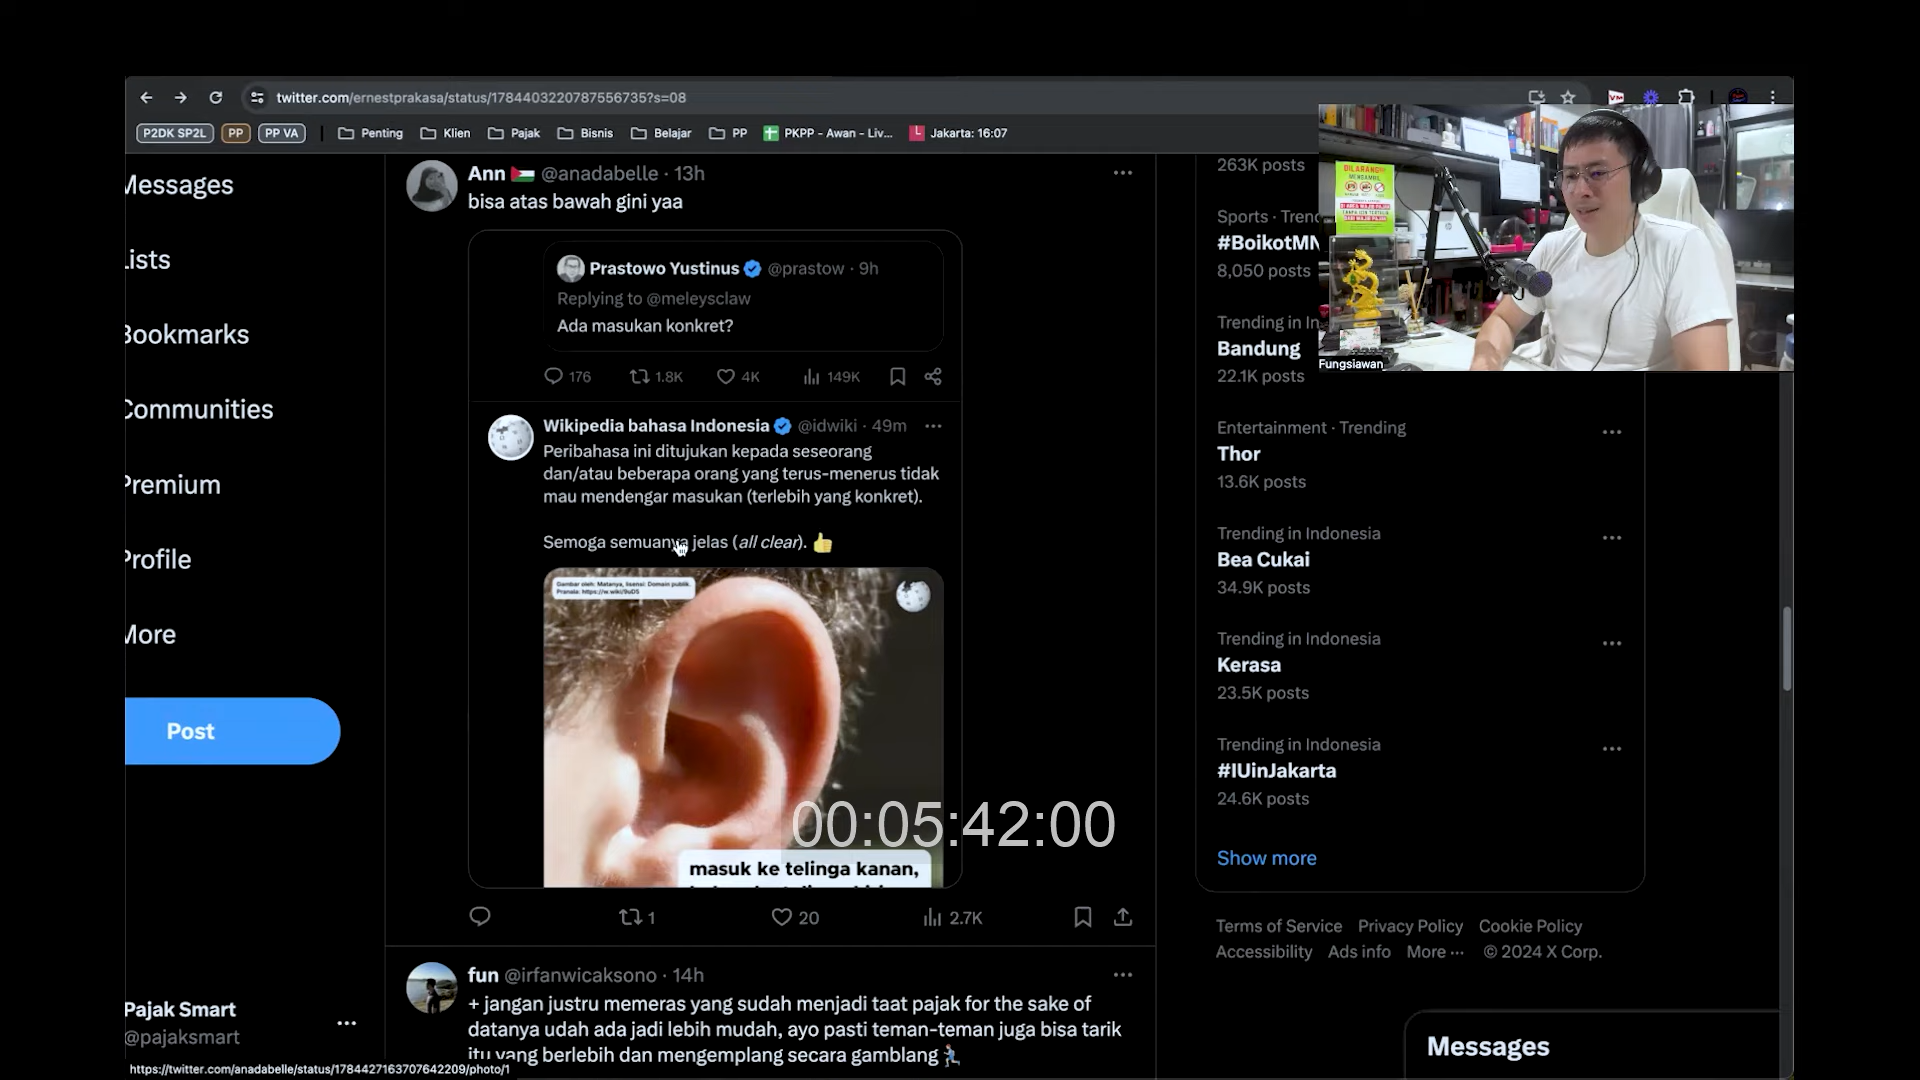 twitter.com/ernestprakasa/status/1784403220787556735?s=08
P2DK SP2L
PP
PP VA
Penting
Klien
Pajak
Bisnis
Belajar
PP
PKPP - Awan - Liv...
Jakarta: 16:07
Messages
Lists
Bookmarks
Communities
Premium
Profile
More
Post
Pajak Smart
@pajaksmart
Ann @anadabelle · 13h
bisa atas bawah gini yaa
Prastowo Yustinus @prastow · 9h
Replying to @meleysclaw
Ada masukan konkret?
176 1.8K 4K 149K
Wikipedia bahasa Indonesia @idwiki · 49m
Peribahasa ini ditujukan kepada seseorang
dan/atau beberapa orang yang terus-menerus tidak
mau mendengar masukan (terlebih yang konkret).
Semoga semuanya jelas (all clear).
Gambar oleh: Matanya, lisensi: Domain publik.
masuk ke telinga kanan,
00:05:42:00
1 20 2.7K
fun @irfanwicaksono · 14h
+ jangan justru memeras yang sudah menjadi taat pajak for the sake of
datanya udah ada jadi lebih mudah, ayo pasti teman-teman juga bisa tarik
itu yang berlebih dan mengemplang secara gamblang
https://twitter.com/anadabelle/status/1784427163707642209/photo/1
263K posts
Sports · Trend
#BoikotMN
8,050 posts
Trending in In
Bandung
22.1K posts
Entertainment · Trending
Thor
13.6K posts
Trending in Indonesia
Bea Cukai
34.9K posts
Trending in Indonesia
Kerasa
23.5K posts
Trending in Indonesia
#IUinJakarta
24.6K posts
Show more
Terms of Service Privacy Policy Cookie Policy
Accessibility Ads info More ··· © 2024 X Corp.
Messages
DILARANG
Fungsiawan